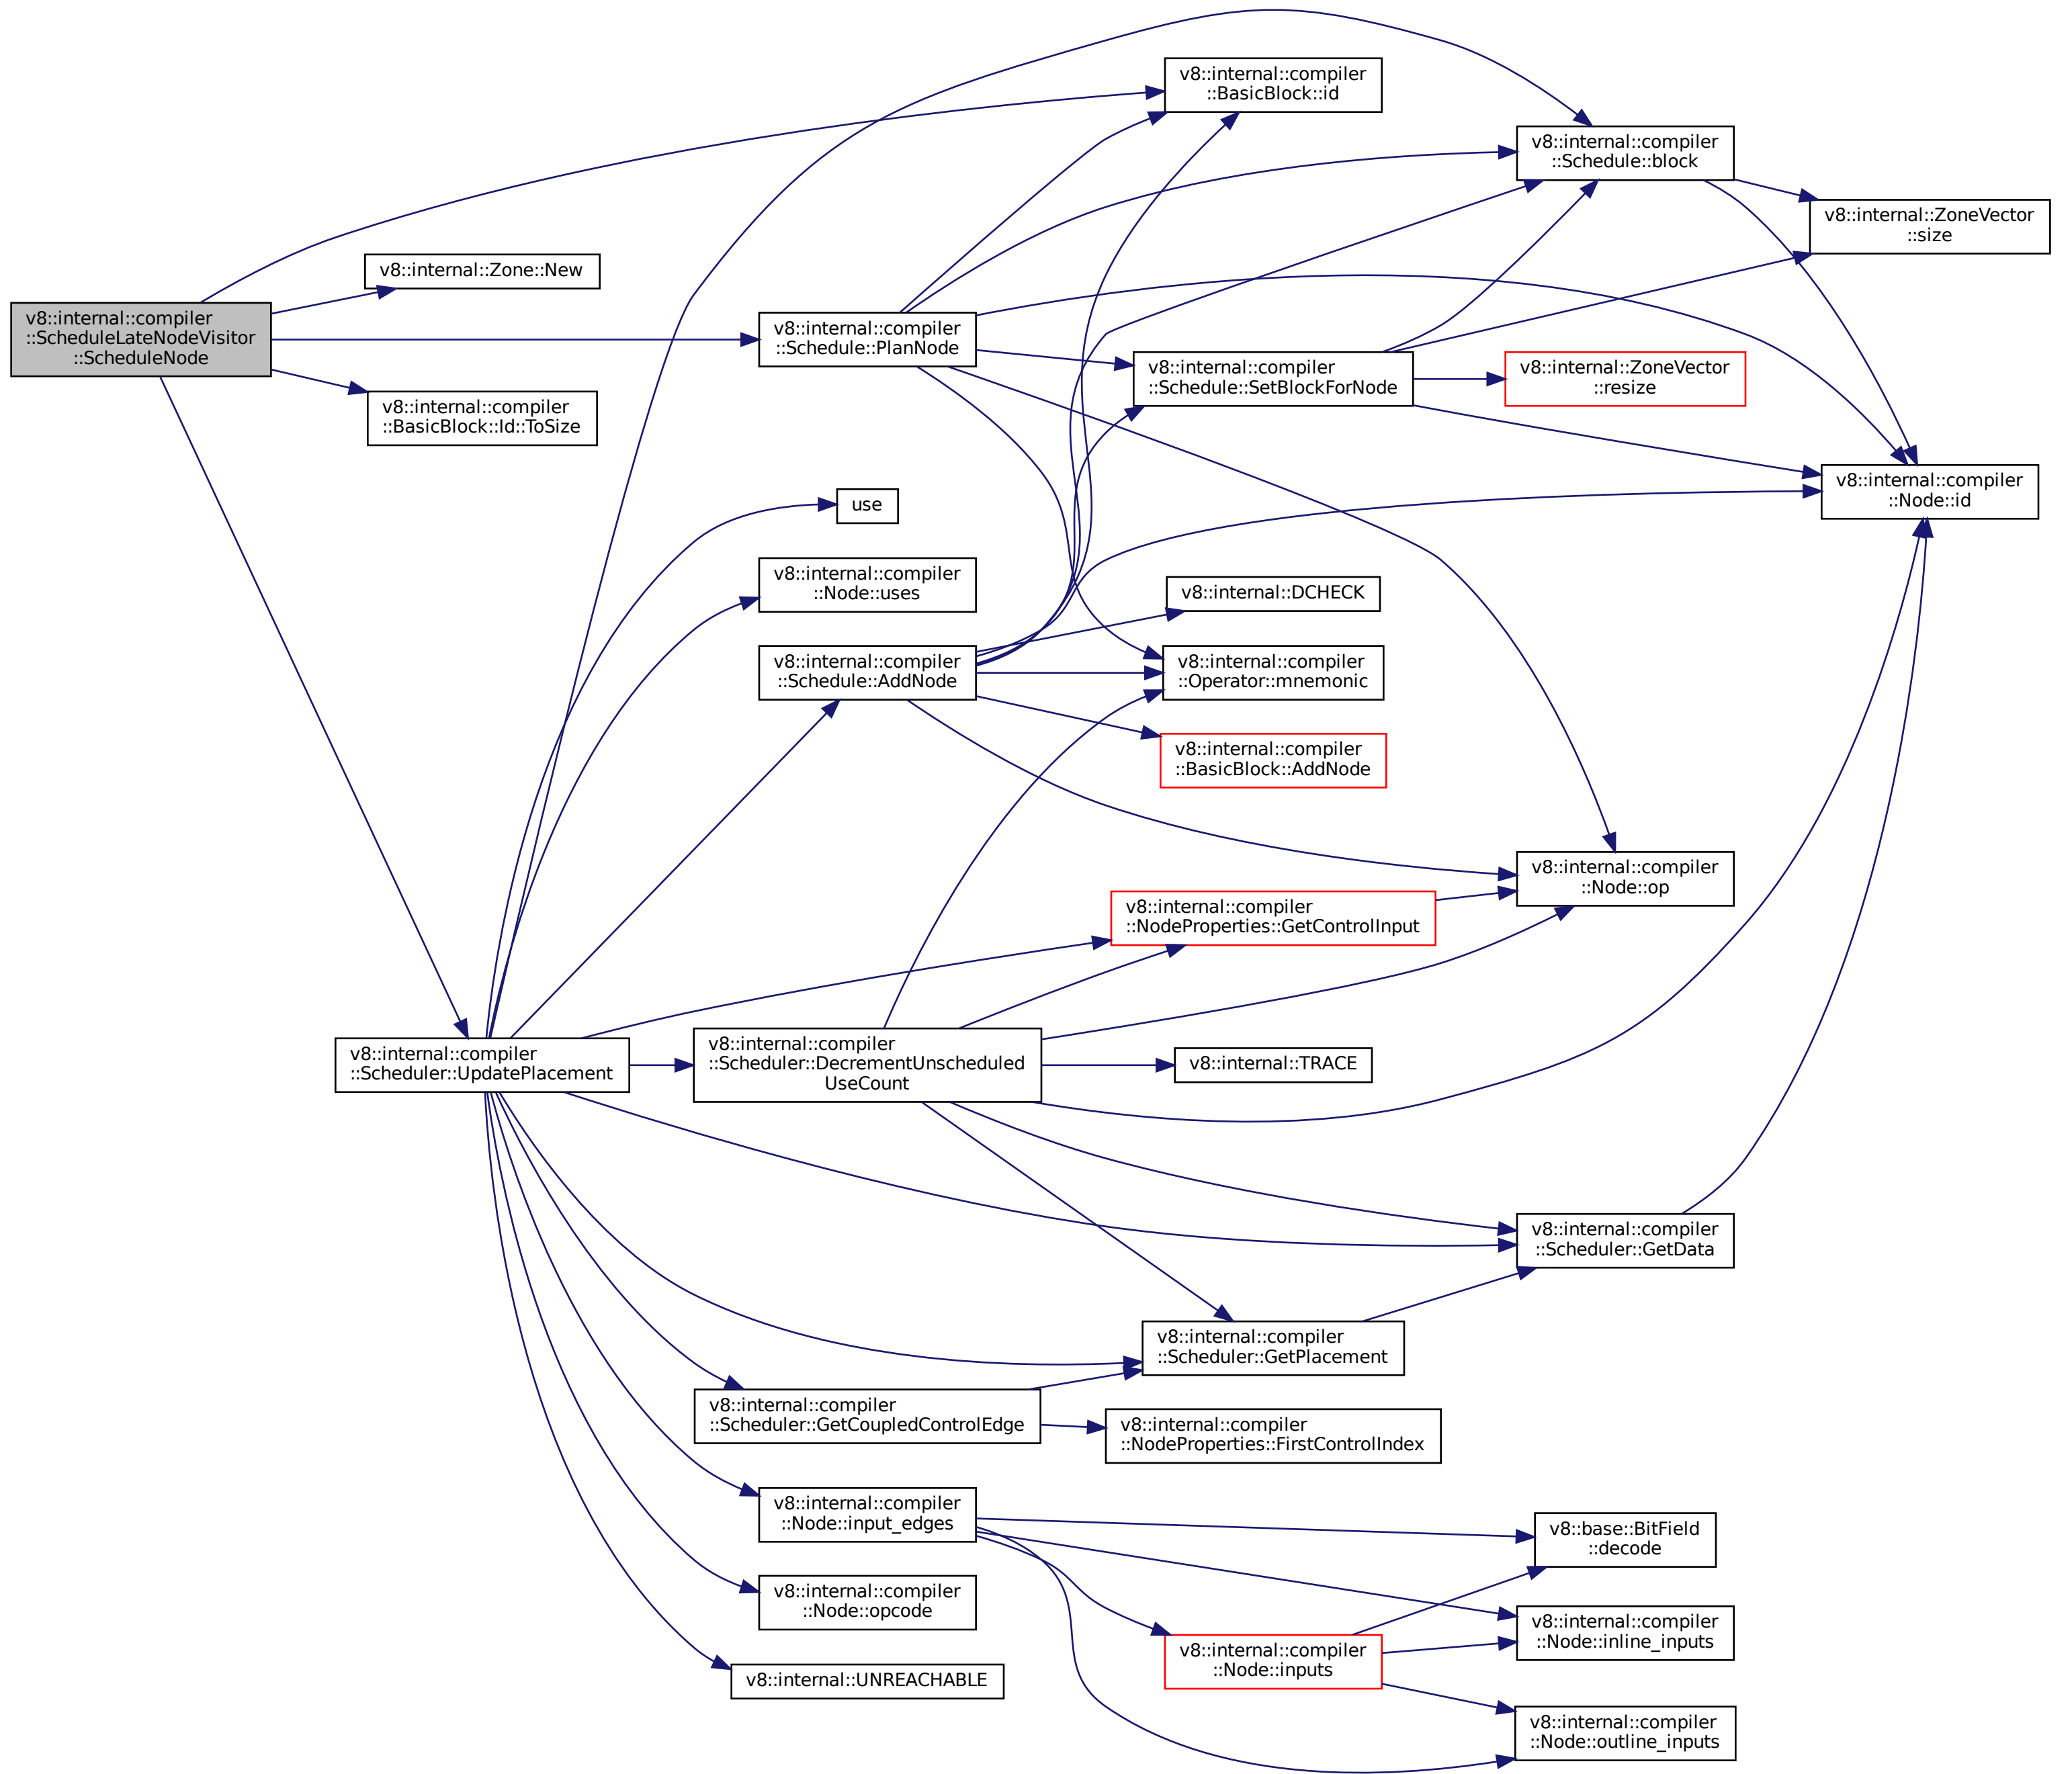 v8::internal::compiler
::ScheduleLateNodeVisitor
::ScheduleNode
v8::internal::Zone::New
v8::internal::compiler
::BasicBlock::Id::ToSize
v8::internal::compiler
::Scheduler::UpdatePlacement
v8::internal::compiler
::Schedule::PlanNode
use
v8::internal::compiler
::Node::uses
v8::internal::compiler
::Schedule::AddNode
v8::internal::compiler
::Scheduler::DecrementUnscheduled
UseCount
v8::internal::compiler
::Scheduler::GetCoupledControlEdge
v8::internal::compiler
::Node::input_edges
v8::internal::compiler
::Node::opcode
v8::internal::UNREACHABLE
v8::internal::compiler
::BasicBlock::id
v8::internal::compiler
::Schedule::SetBlockForNode
v8::internal::DCHECK
v8::internal::compiler
::Operator::mnemonic
v8::internal::compiler
::BasicBlock::AddNode
v8::internal::compiler
::NodeProperties::GetControlInput
v8::internal::TRACE
v8::internal::compiler
::Scheduler::GetPlacement
v8::internal::compiler
::NodeProperties::FirstControlIndex
v8::internal::compiler
::Node::inputs
v8::internal::compiler
::Schedule::block
v8::internal::ZoneVector
::resize
v8::internal::compiler
::Node::op
v8::internal::compiler
::Scheduler::GetData
v8::base::BitField
::decode
v8::internal::compiler
::Node::inline_inputs
v8::internal::compiler
::Node::outline_inputs
v8::internal::ZoneVector
::size
v8::internal::compiler
::Node::id